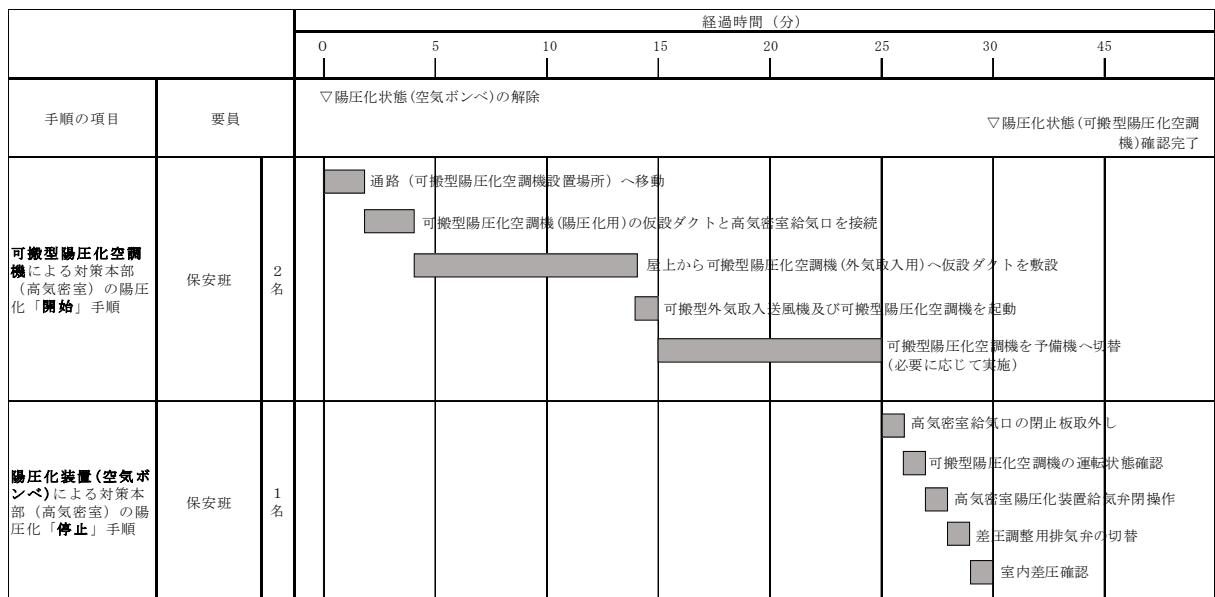 経過時間（分）
0 5 10 15 20 25 30 45
手順の項目
要員
▽陽圧化状態(空気ボンベ)の解除
▽陽圧化状態(可搬型陽圧化空調
機)確認完了
可搬型陽圧化空調
機による対策本部
（高気密室）の陽圧
化「開始」手順
保安班
2
名
通路（可搬型陽圧化空調機設置場所）へ移動
可搬型陽圧化空調機(陽圧化用)の仮設ダクトと高気密室給気口を接続
屋上から可搬型陽圧化空調機(外気取入用)へ仮設ダクトを敷設
可搬型外気取入送風機及び可搬型陽圧化空調機を起動
可搬型陽圧化空調機を予備機へ切替
(必要に応じて実施)
陽圧化装置(空気ボ
ンベ)による対策本
部（高気密室）の陽
圧化「停止」手順
保安班
1
名
高気密室給気口の閉止板取外し
可搬型陽圧化空調機の運転状態確認
高気密室陽圧化装置給気弁閉操作
差圧調整用排気弁の切替
室内差圧確認